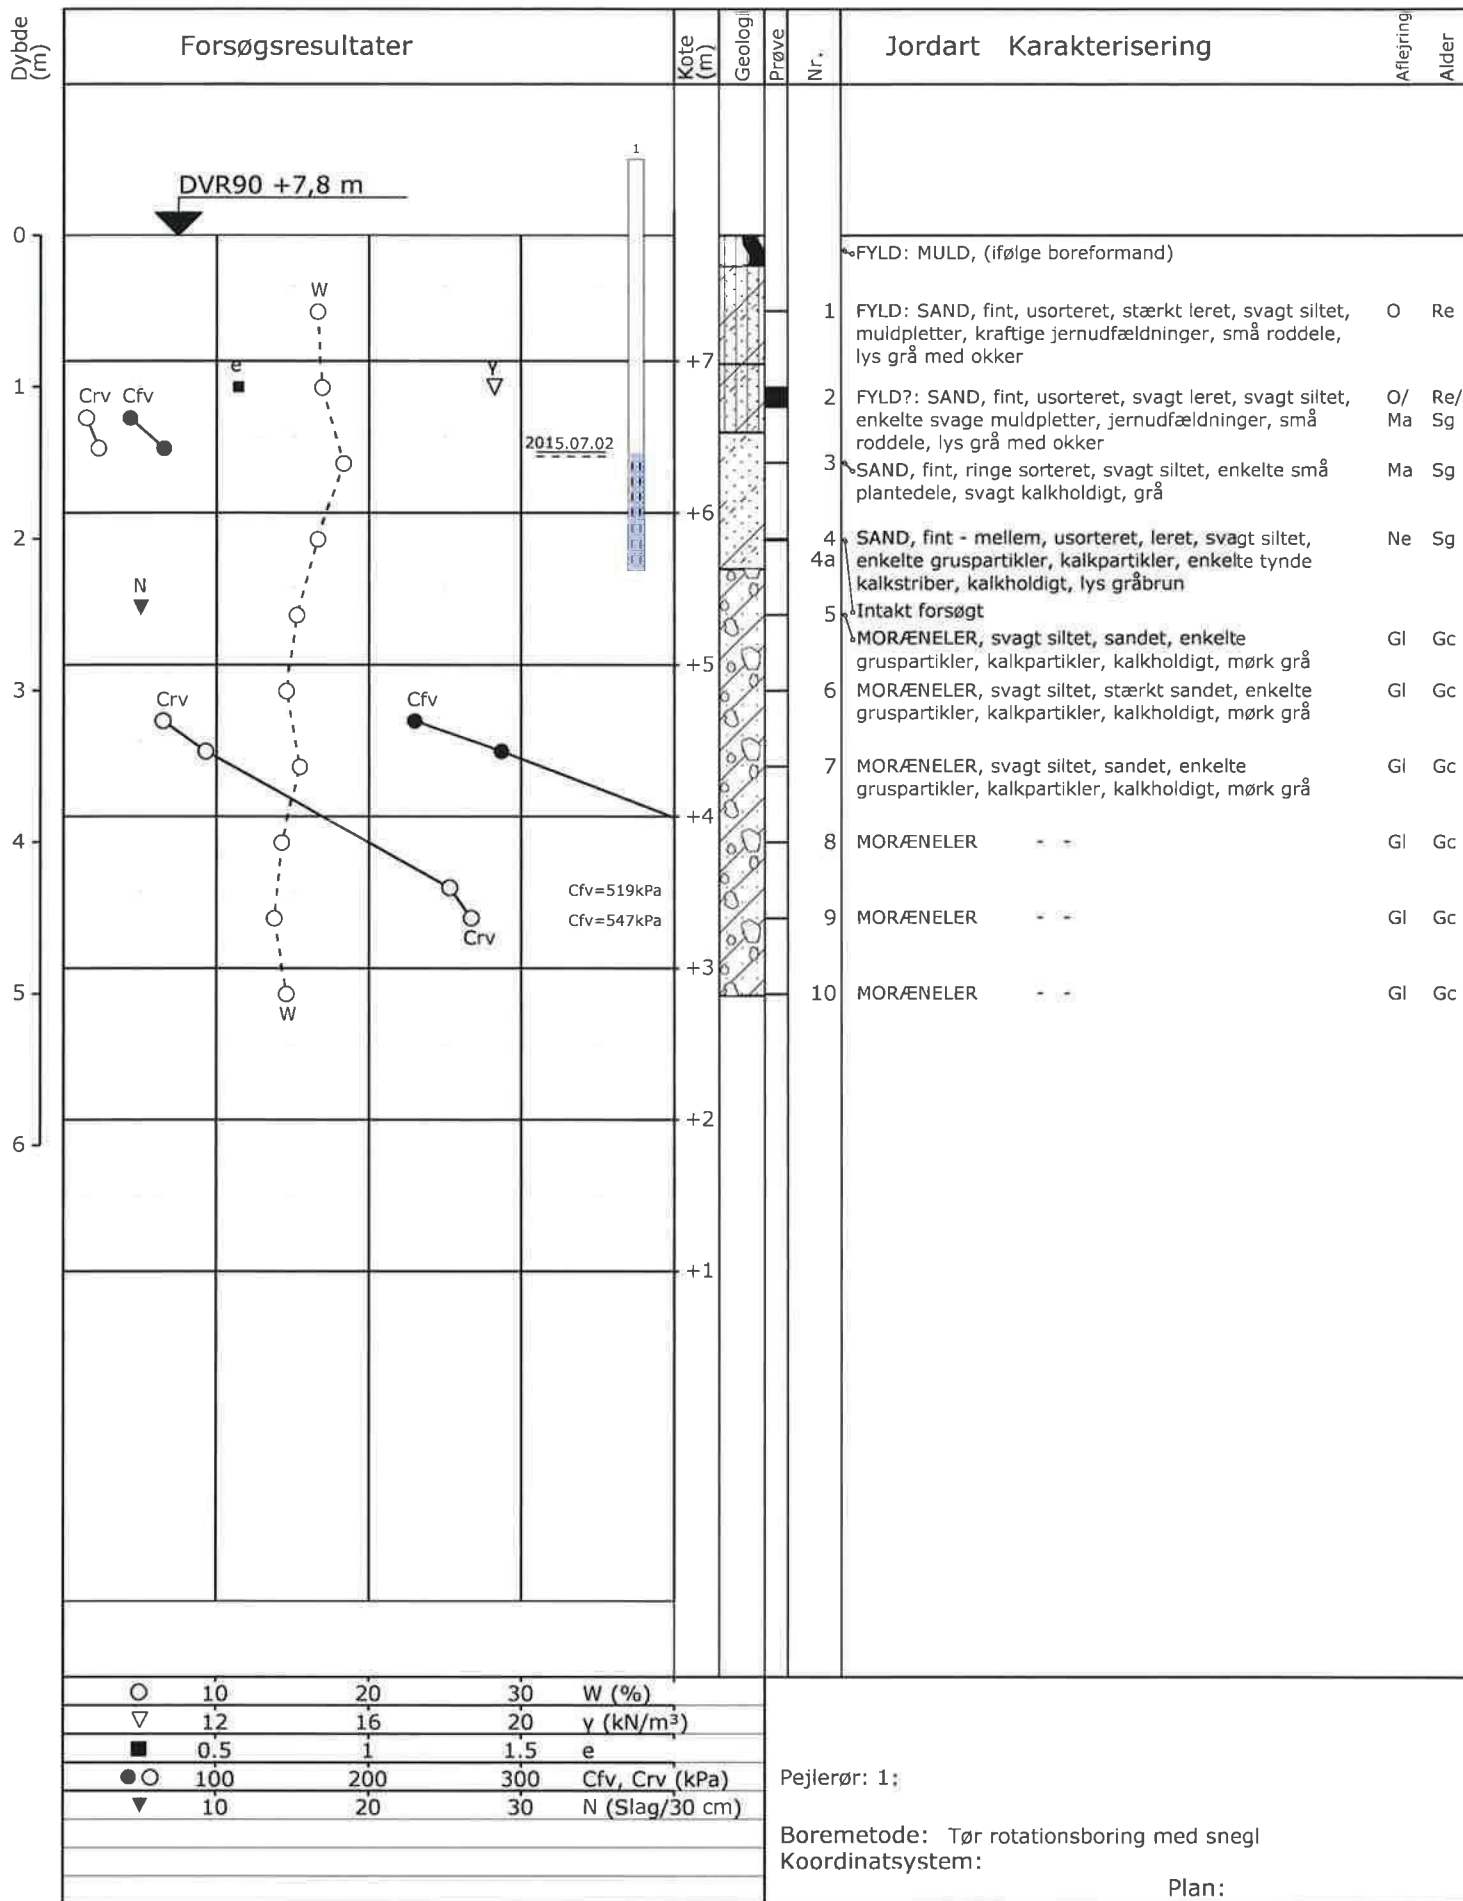 Dybde
(m)
Forsøgsresultater
Kote
(m)
Geologi
Prøve
Nr.
Jordart Karakterisering
Aflejring
Alder
1
DVR90 +7,8 m
0
FYLD: MULD, (ifølge boreformand)
W
1 FYLD: SAND, fint, usorteret, stærkt leret, svagt siltet, O Re
muldpletter, kraftige jernudfældninger, små roddele,
lys grå med okker
+7
e
γ
1
Crv Cfv
2 FYLD?: SAND, fint, usorteret, svagt leret, svagt siltet, O/ Re/
enkelte svage muldpletter, jernudfældninger, små Ma Sg
roddele, lys grå med okker
2015.07.02
3 SAND, fint, ringe sorteret, svagt siltet, enkelte små Ma Sg
plantedele, svagt kalkholdigt, grå
+6
2
4 SAND, fint - mellem, usorteret, leret, svagt siltet, Ne Sg
4a enkelte gruspartikler, kalkpartikler, enkelte tynde
kalkstriber, kalkholdigt, lys gråbrun
N
Intakt forsøgt
5 MORÆNELER, svagt siltet, sandet, enkelte Gl Gc
gruspartikler, kalkpartikler, kalkholdigt, mørk grå
+5
3
Crv Cfv
6 MORÆNELER, svagt siltet, stærkt sandet, enkelte Gl Gc
gruspartikler, kalkpartikler, kalkholdigt, mørk grå
7 MORÆNELER, svagt siltet, sandet, enkelte Gl Gc
gruspartikler, kalkpartikler, kalkholdigt, mørk grå
+4
4
8 MORÆNELER - - Gl Gc
Cfv=519kPa
Cfv=547kPa
9 MORÆNELER - - Gl Gc
Crv
+3
5
10 MORÆNELER - - Gl Gc
W
+2
6
+1
10 20 30 W (%)
12 16 20 γ (kN/m³)
0.5 1 1.5 e
100 200 300 Cfv, Crv (kPa)
10 20 30 N (Slag/30 cm)
Pejlerør: 1:
Boremetode: Tør rotationsboring med snegl
Koordinatsystem:
Plan: